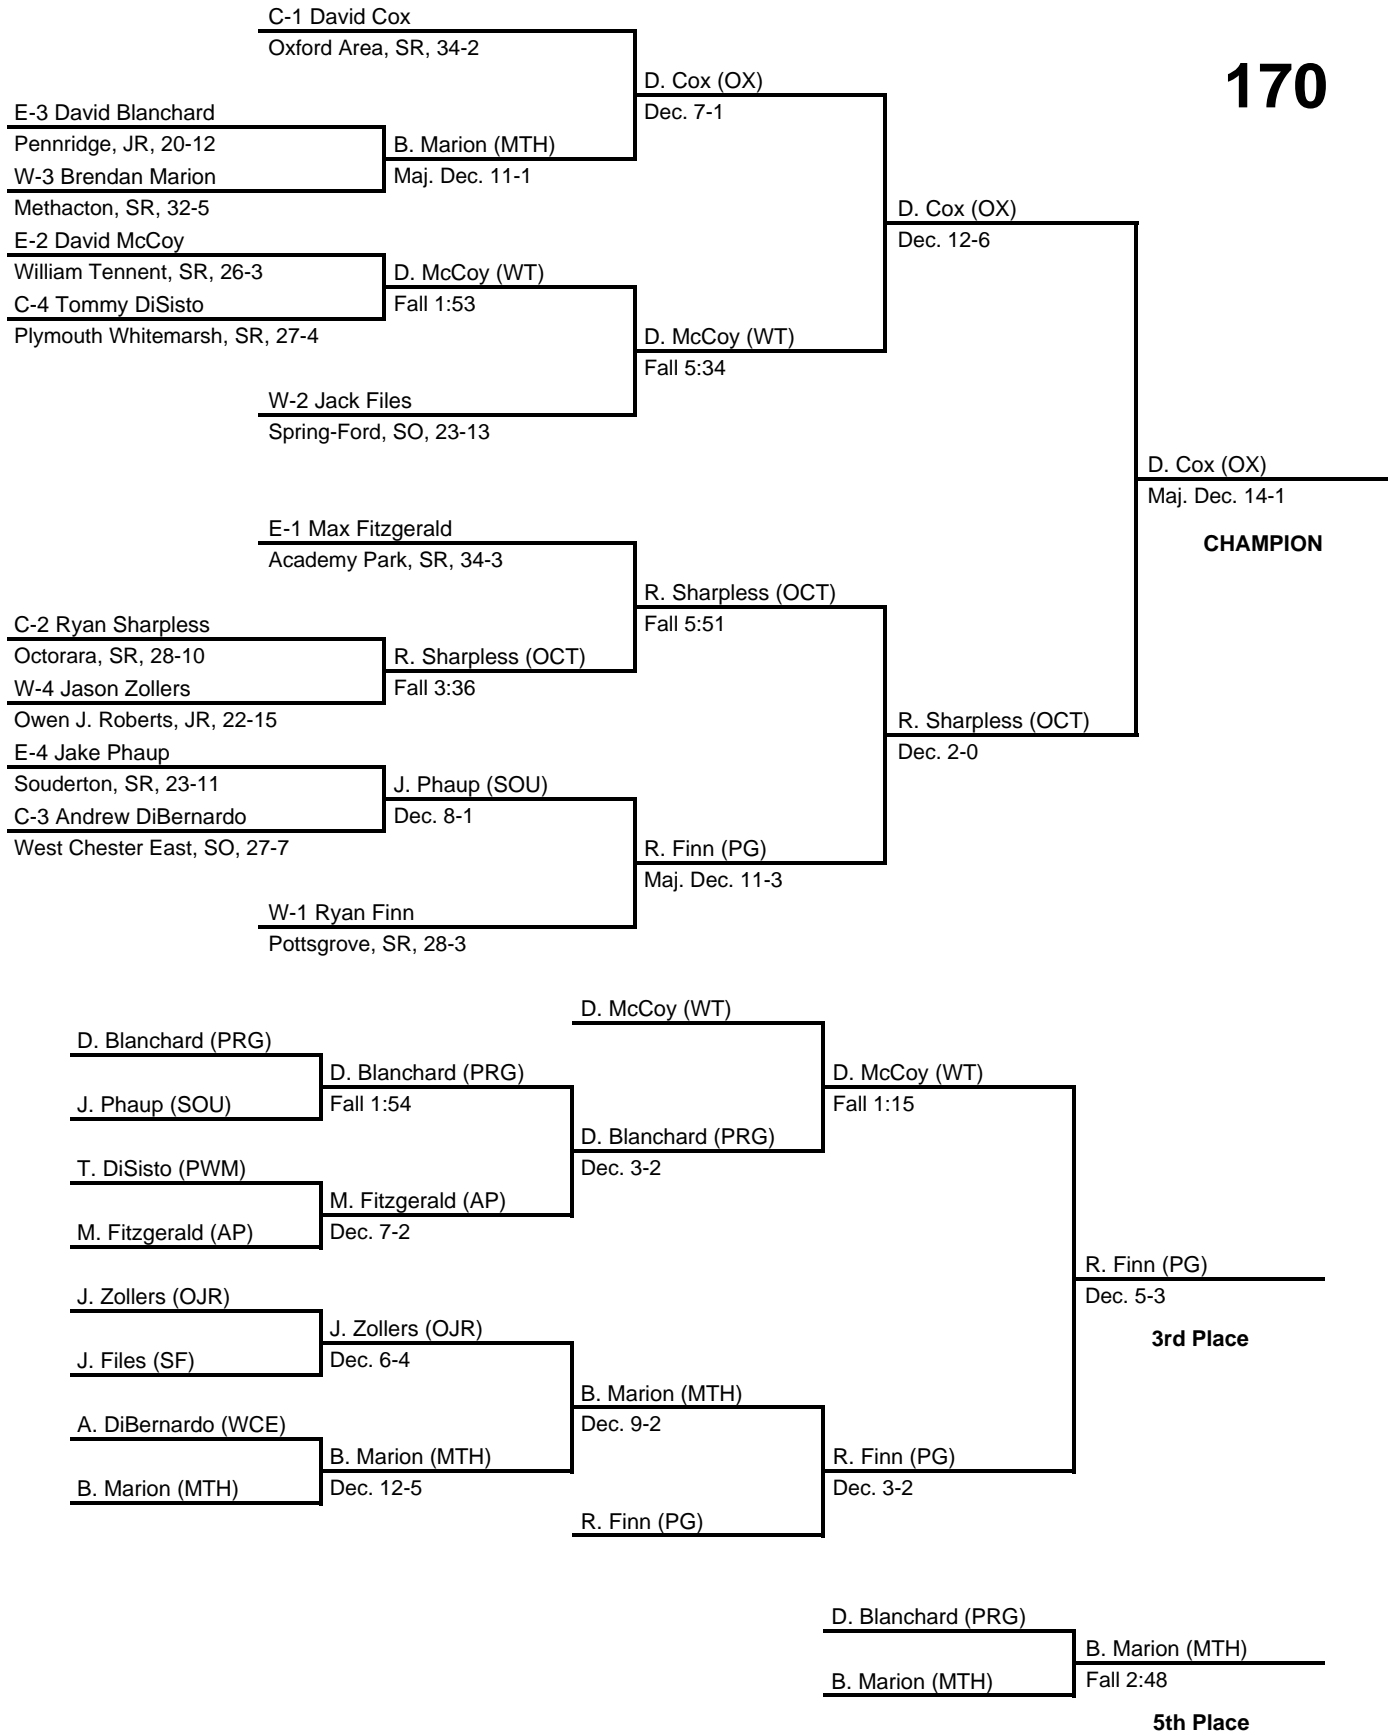 C-1 David Cox
Oxford Area, SR, 34-2
170
D. Cox (OX)
Dec. 7-1
E-3 David Blanchard
Pennridge, JR, 20-12
B. Marion (MTH)
Maj. Dec. 11-1
W-3 Brendan Marion
Methacton, SR, 32-5
D. Cox (OX)
Dec. 12-6
E-2 David McCoy
William Tennent, SR, 26-3
D. McCoy (WT)
Fall 1:53
C-4 Tommy DiSisto
Plymouth Whitemarsh, SR, 27-4
D. McCoy (WT)
Fall 5:34
W-2 Jack Files
Spring-Ford, SO, 23-13
D. Cox (OX)
Maj. Dec. 14-1
CHAMPION
E-1 Max Fitzgerald
Academy Park, SR, 34-3
R. Sharpless (OCT)
Fall 5:51
C-2 Ryan Sharpless
Octorara, SR, 28-10
R. Sharpless (OCT)
Fall 3:36
W-4 Jason Zollers
Owen J. Roberts, JR, 22-15
R. Sharpless (OCT)
Dec. 2-0
E-4 Jake Phaup
Souderton, SR, 23-11
J. Phaup (SOU)
Dec. 8-1
C-3 Andrew DiBernardo
West Chester East, SO, 27-7
R. Finn (PG)
Maj. Dec. 11-3
W-1 Ryan Finn
Pottsgrove, SR, 28-3
D. McCoy (WT)
D. Blanchard (PRG)
D. Blanchard (PRG)
Fall 1:54
D. McCoy (WT)
Fall 1:15
J. Phaup (SOU)
D. Blanchard (PRG)
Dec. 3-2
T. DiSisto (PWM)
M. Fitzgerald (AP)
Dec. 7-2
M. Fitzgerald (AP)
R. Finn (PG)
Dec. 5-3
3rd Place
J. Zollers (OJR)
J. Zollers (OJR)
Dec. 6-4
J. Files (SF)
B. Marion (MTH)
Dec. 9-2
A. DiBernardo (WCE)
B. Marion (MTH)
Dec. 12-5
R. Finn (PG)
Dec. 3-2
B. Marion (MTH)
R. Finn (PG)
D. Blanchard (PRG)
B. Marion (MTH)
Fall 2:48
B. Marion (MTH)
5th Place